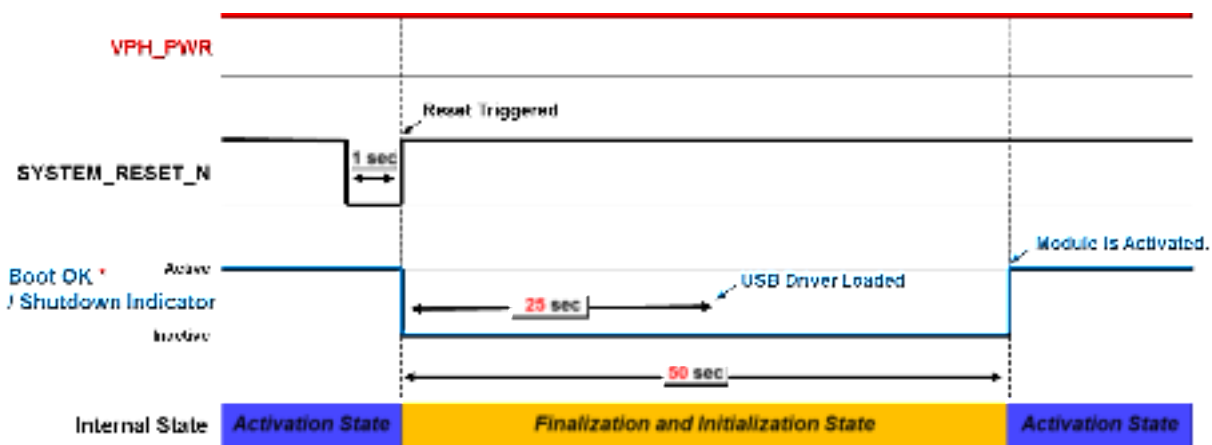 VPH_PWR
Reset Triggered
1 sec
SYSTEM_RESET_N
Module is Activated.
Boot OK * Active
/ Shutdown Indicator
USB Driver Loaded
25 sec
Inactive
50 sec
Internal State Activation State Finalization and Initialization State Activation State